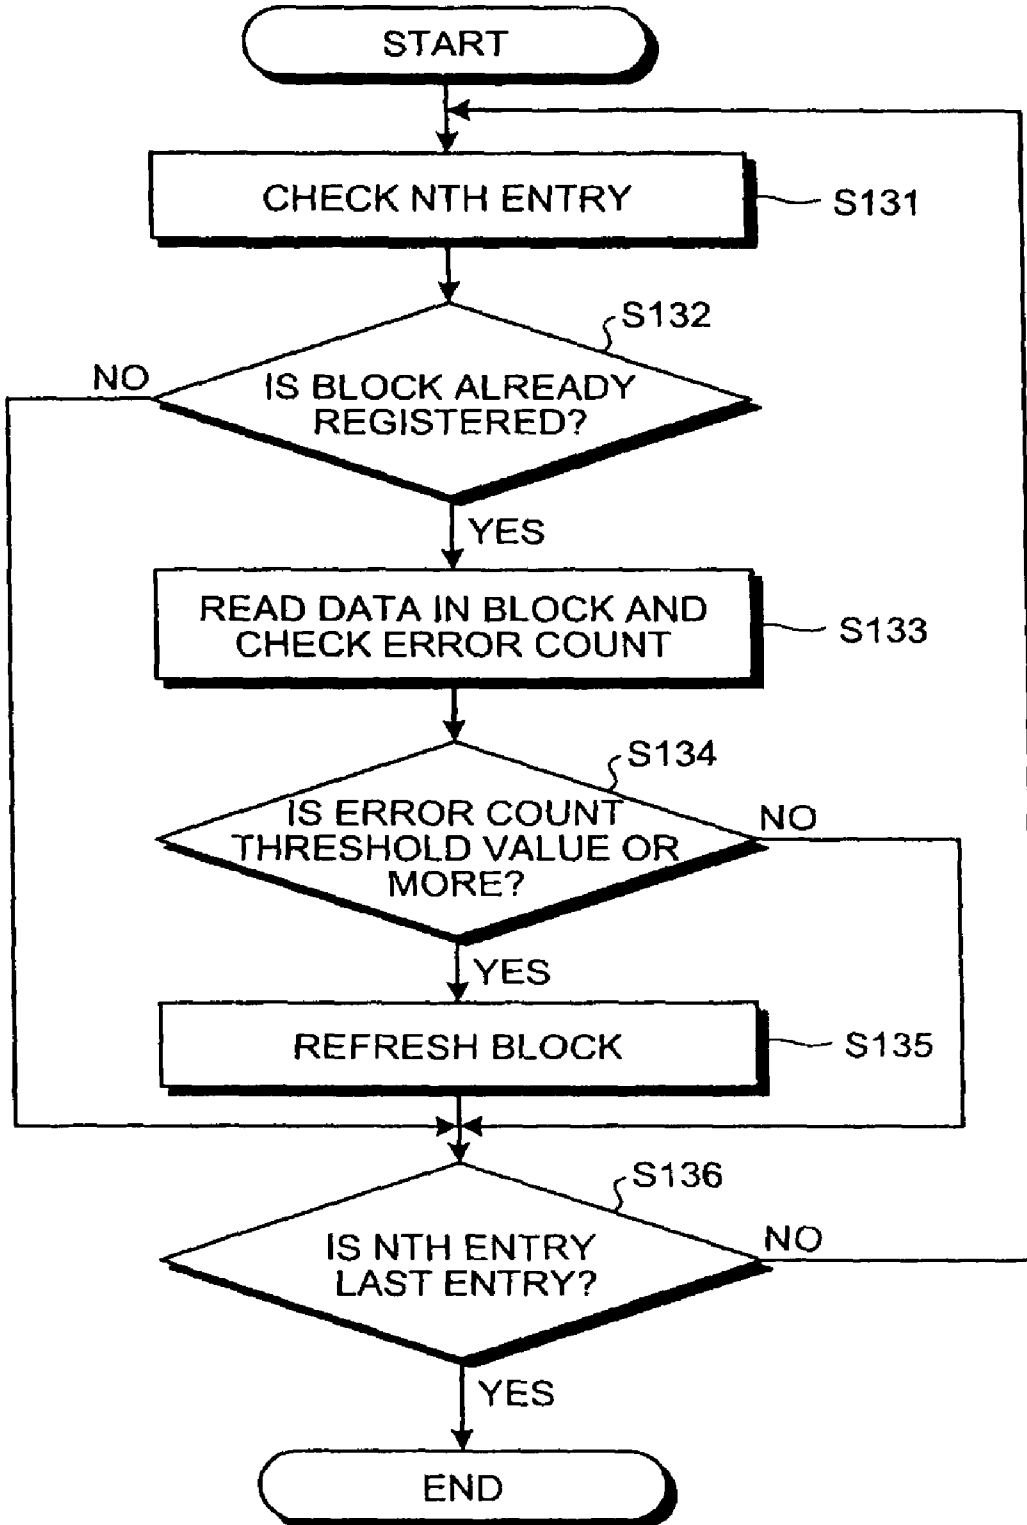 START
CHECK NTH ENTRY
S131
S132
NO
IS BLOCK ALREADY
REGISTERED?
YES
READ DATA IN BLOCK AND
CHECK ERROR COUNT
S133
S134
IS ERROR COUNT
THRESHOLD VALUE OR
MORE?
NO
YES
REFRESH BLOCK
S135
S136
IS NTH ENTRY
LAST ENTRY?
NO
YES
END